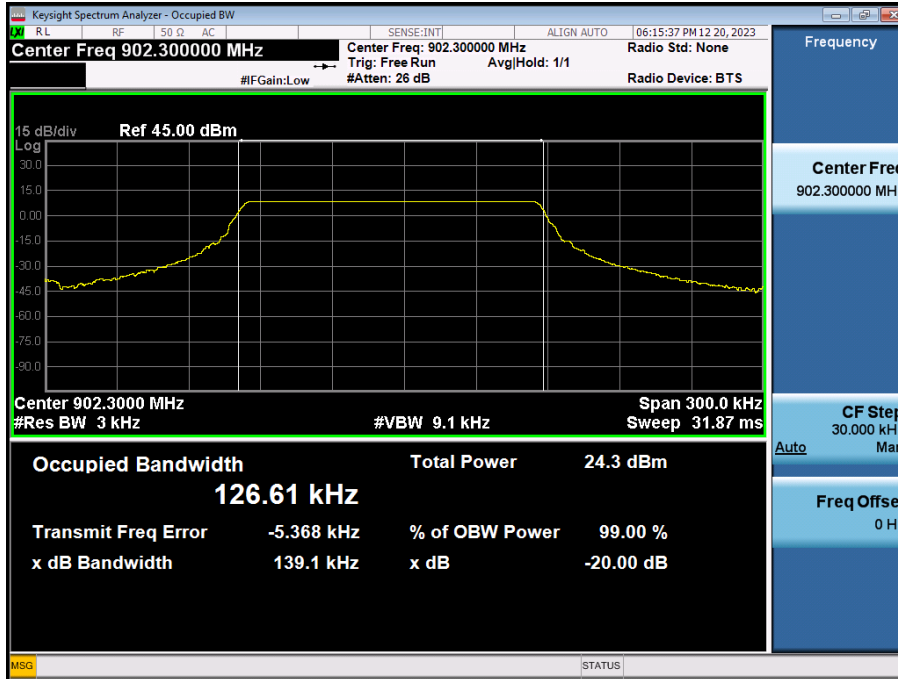 Keysight Spectrum Analyzer - Occupied BW
LXI RL RF 50 Ω AC SENSE:INT ALIGN AUTO 06:15:37 PM 12 20, 2023
Center Freq 902.300000 MHz
Center Freq: 902.300000 MHz Radio Std: None
Trig: Free Run Avg|Hold: 1/1
#IFGain:Low #Atten: 26 dB Radio Device: BTS
Frequency
15 dB/div Ref 45.00 dBm
Log
30.0
15.0
0.00
-15.0
-30.0
-45.0
-60.0
-75.0
-90.0
Center 902.3000 MHz Span 300.0 kHz
#Res BW 3 kHz #VBW 9.1 kHz Sweep 31.87 ms
Occupied Bandwidth Total Power 24.3 dBm
126.61 kHz
Transmit Freq Error -5.368 kHz % of OBW Power 99.00 %
x dB Bandwidth 139.1 kHz x dB -20.00 dB
Center Fre
902.300000 MH
CF Step
30.000 kH
Auto Ma
Freq Offse
0 H
MSG STATUS